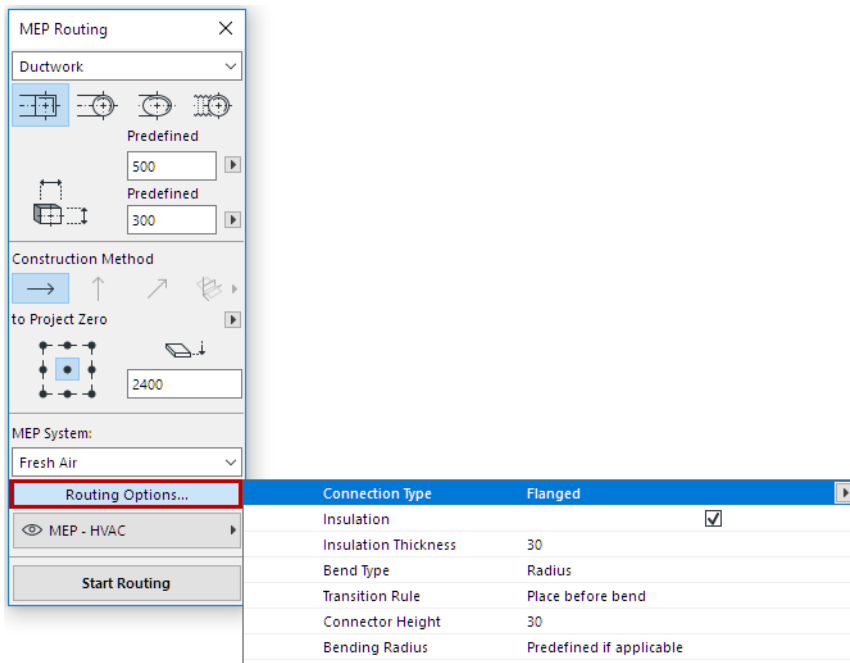 MEP Routing
Ductwork
Predefined
500
Predefined
300
Construction Method
to Project Zero
2400
MEP System:
Fresh Air
Routing Options...
MEP - HVAC
Start Routing
Connection Type Flanged
Insulation
Insulation Thickness 30
Bend Type Radius
Transition Rule Place before bend
Connector Height 30
Bending Radius Predefined if applicable